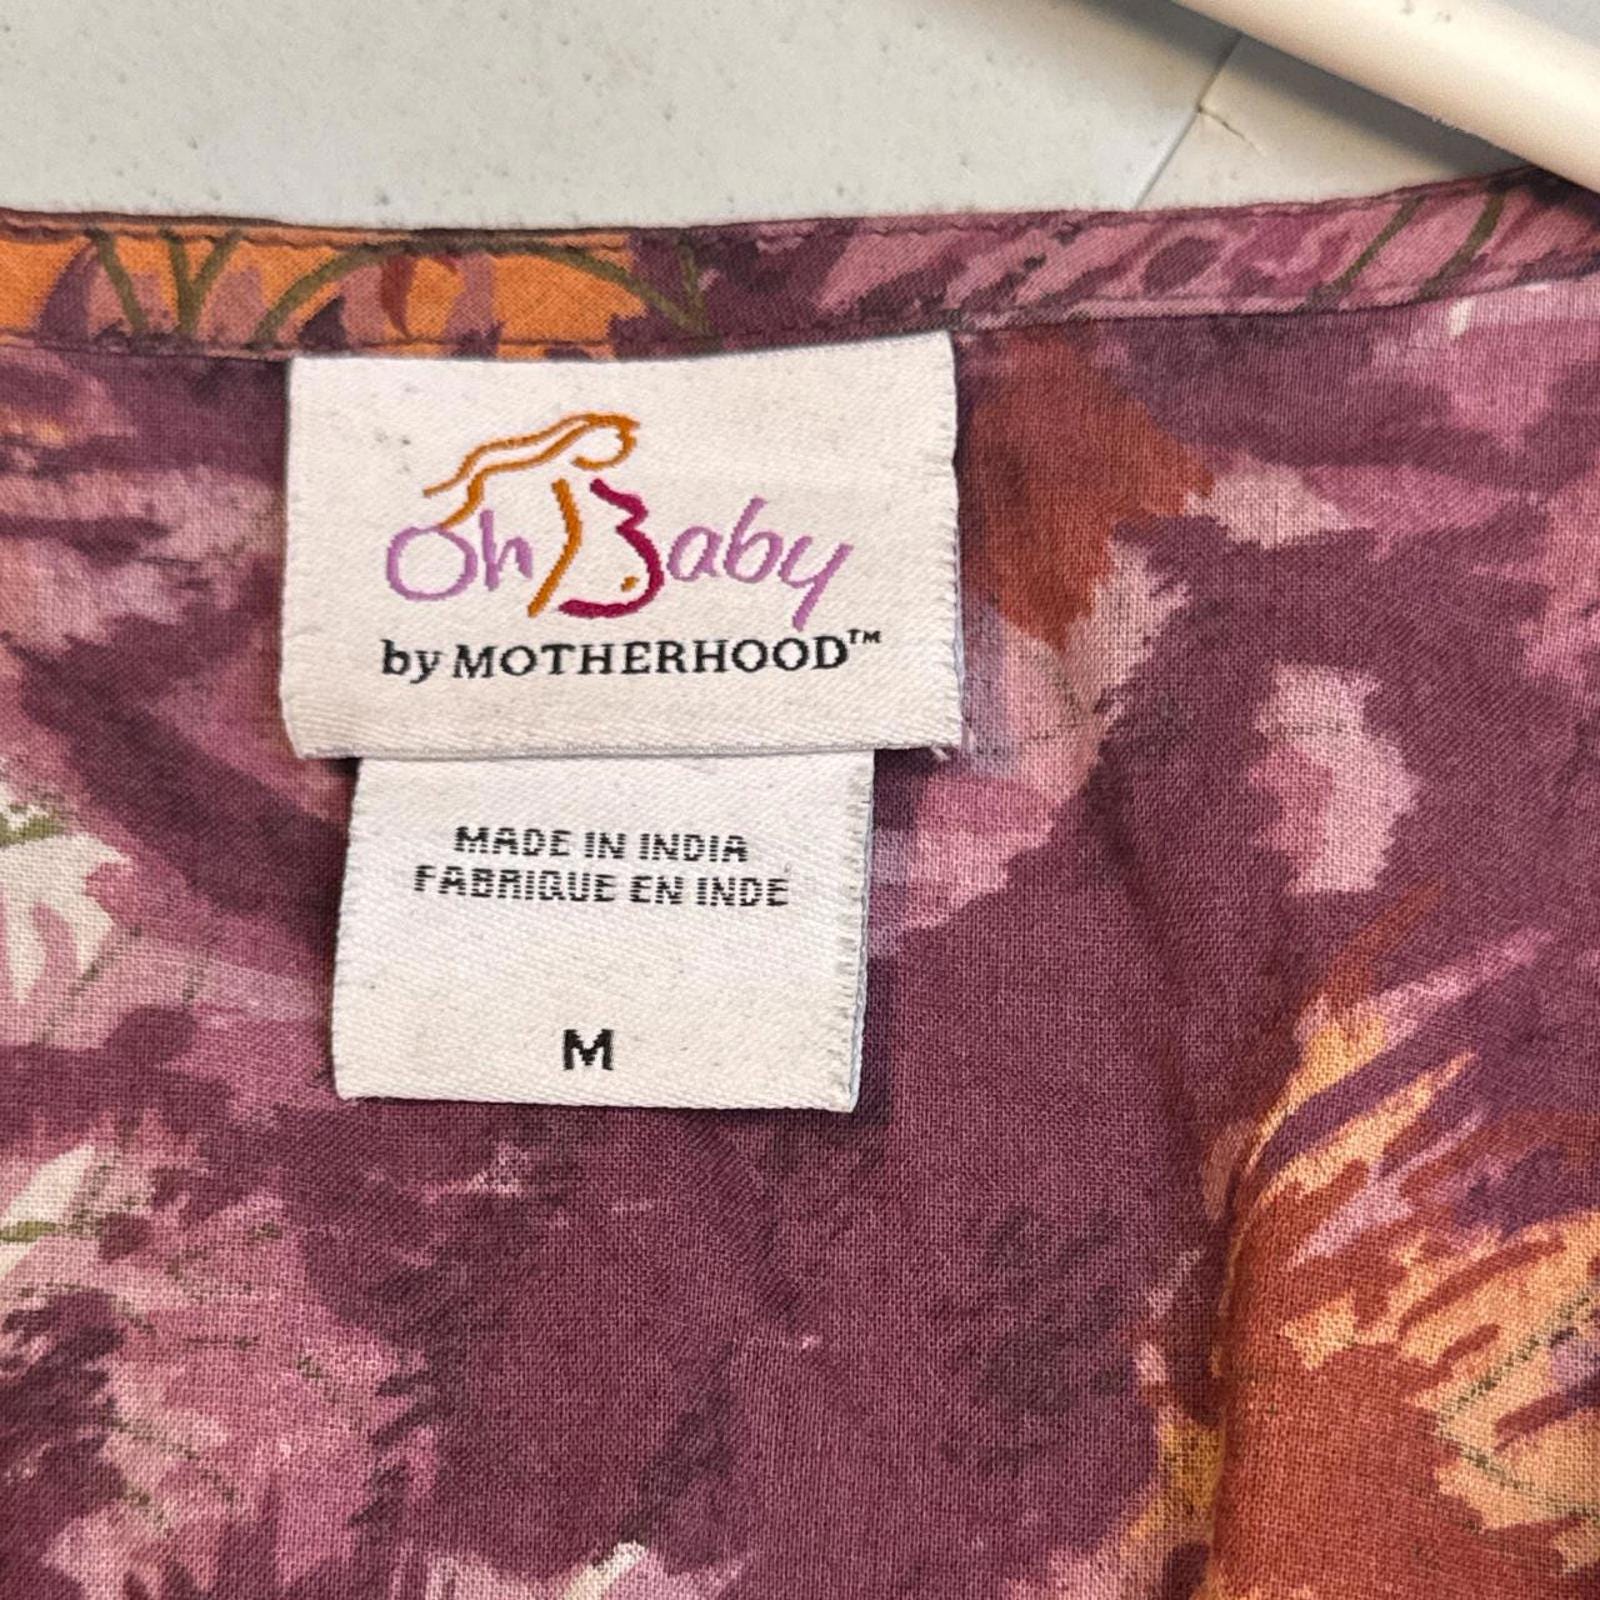 Oh Baby
by MOTHERHOOD™
MADE IN INDIA
FABRIQUE EN INDE
M